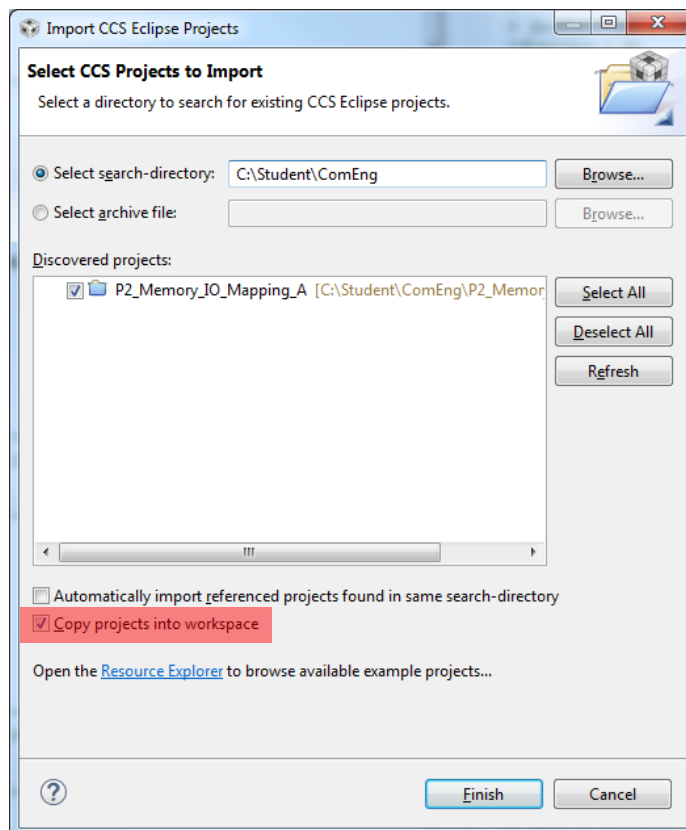 Import CCS Eclipse Projects
Select CCS Projects to Import
Select a directory to search for existing CCS Eclipse projects.
Select search-directory: C:\Student\ComEng Browse...
Select archive file: Browse...
Discovered projects:
P2_Memory_IO_Mapping_A [C:\Student\ComEng\P2_Memor Select All
Deselect All
Refresh
Automatically import referenced projects found in same search-directory
Copy projects into workspace
Open the Resource Explorer to browse available example projects...
Finish Cancel